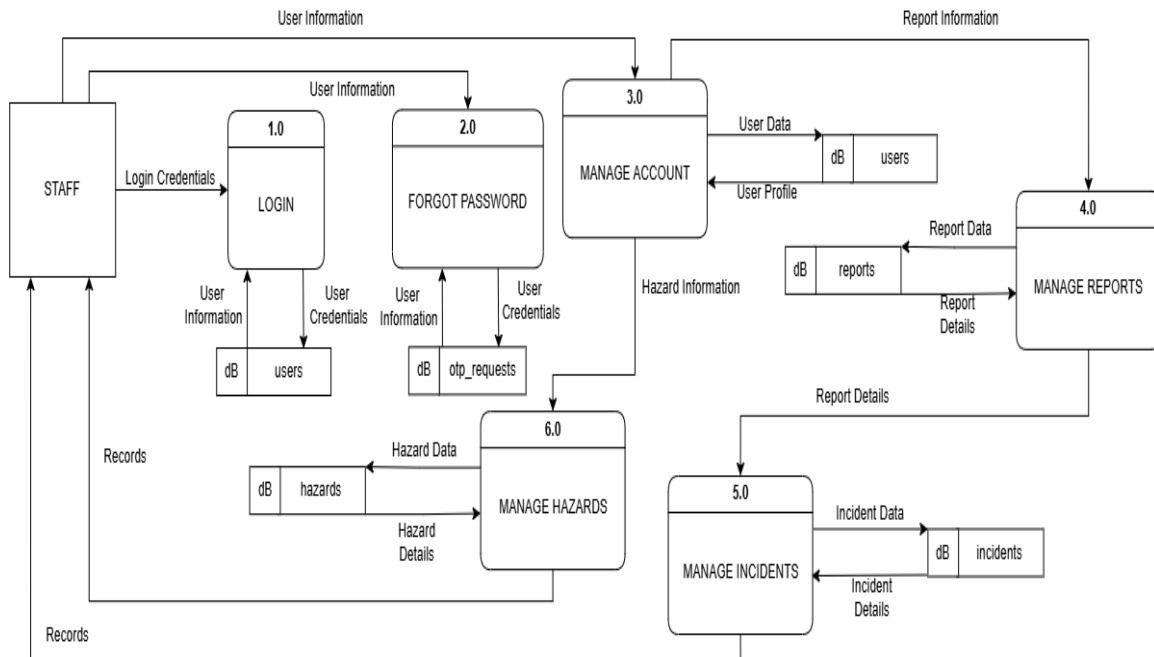 User Information
Report Information
User Information
3.0
MANAGE ACCOUNT
1.0
LOGIN
2.0
FORGOT PASSWORD
STAFF
Login Credentials
User Data
dB
users
User Profile
4.0
MANAGE REPORTS
Report Data
dB
reports
Report
Details
Hazard Information
User
Information
User
Credentials
User
Information
User
Credentials
dB
users
dB
otp_requests
Report Details
6.0
MANAGE HAZARDS
Records
Hazard Data
dB
hazards
Hazard
Details
5.0
MANAGE INCIDENTS
Incident Data
dB
incidents
Incident
Details
Records